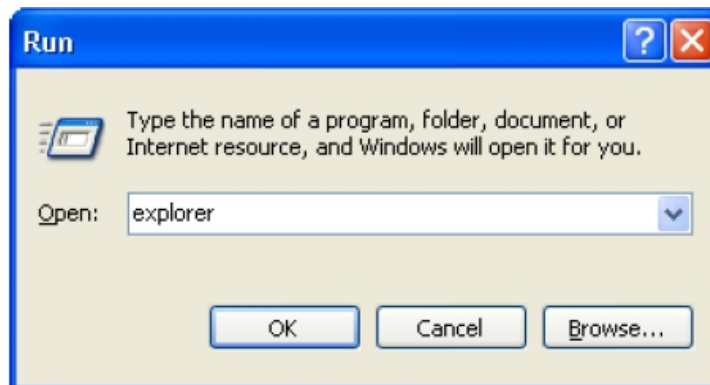 Run
Type the name of a program, folder, document, or
Internet resource, and Windows will open it for you.
Open: explorer
OK Cancel Browse...